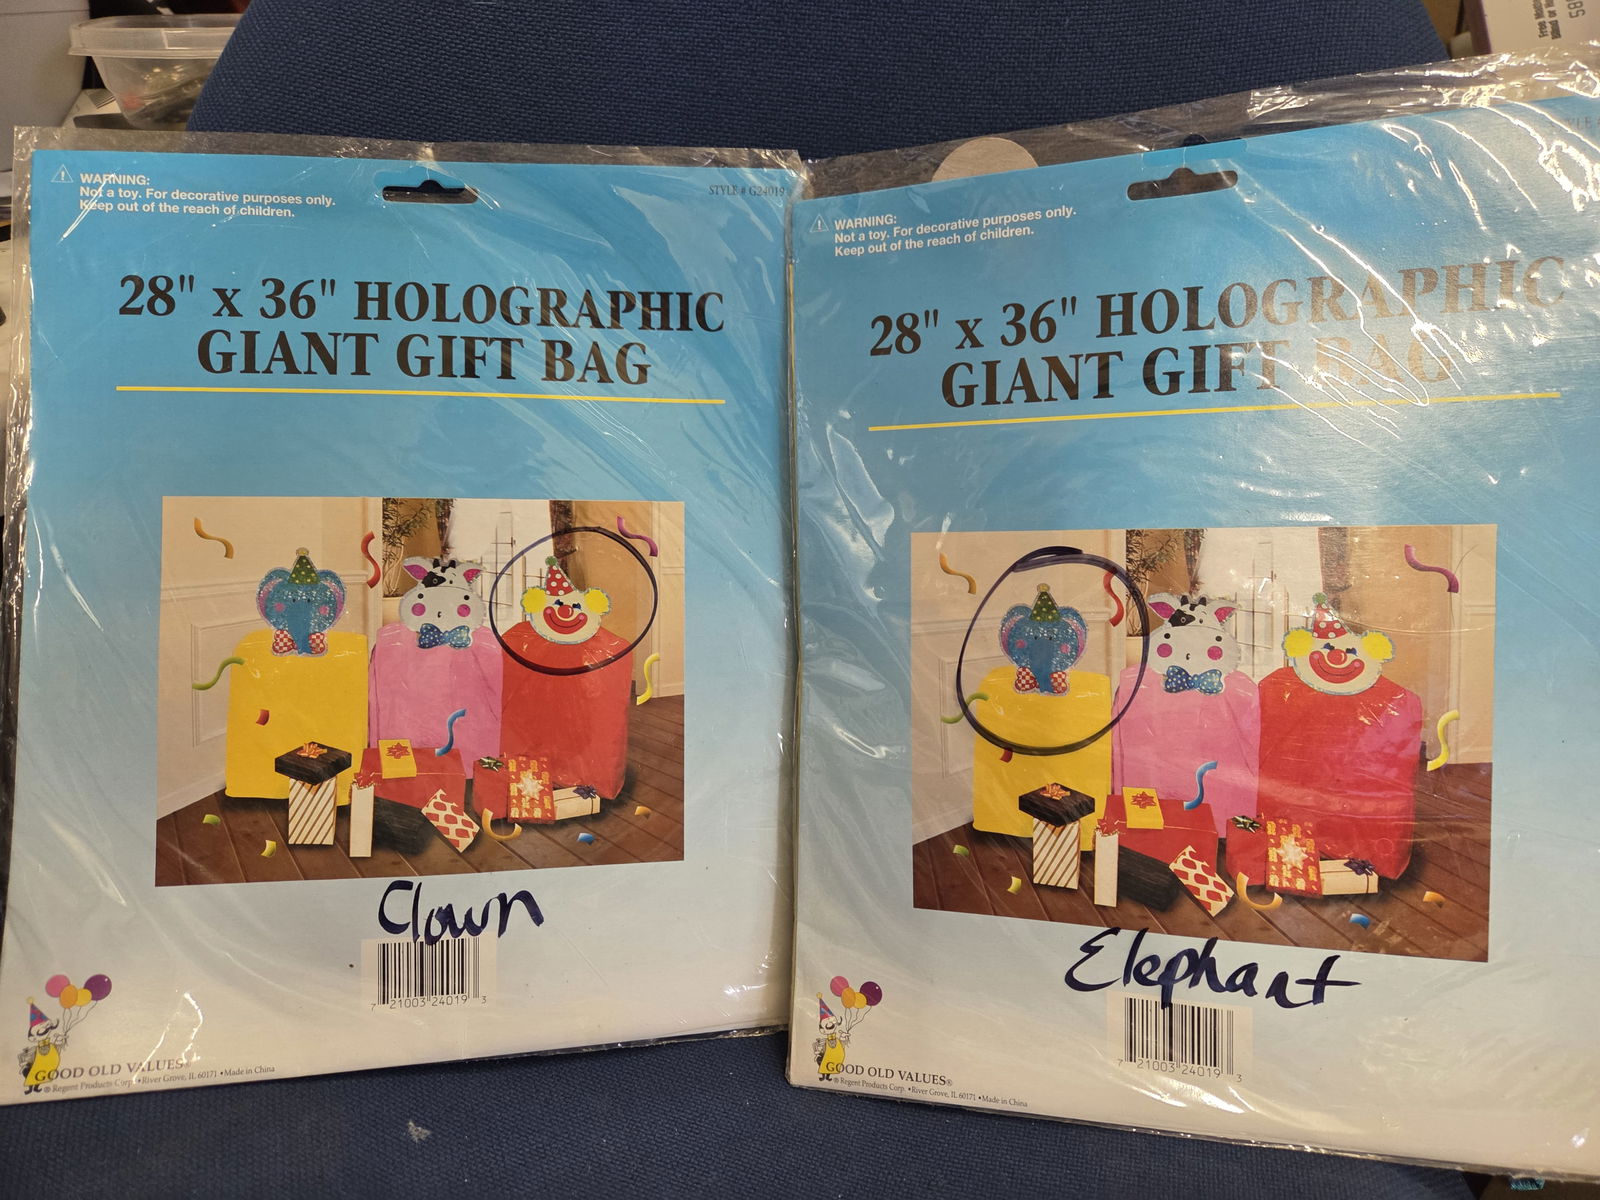 WARNING:
Not a toy. For decorative purposes only.
Keep out of the reach of children.
STYLE # G24019
28" x 36" HOLOGRAPHIC
GIANT GIFT BAG
Clown
7 21003 24019 3
GOOD OLD VALUES®
® Regent Products Corp. • River Grove, IL 60171 • Made in China
WARNING:
Not a toy. For decorative purposes only.
Keep out of the reach of children.
28" x 36" HOLOGRAPHIC
GIANT GIFT BAG
Elephant
7 21003 24019 3
GOOD OLD VALUES®
® Regent Products Corp. • River Grove, IL 60171 • Made in China